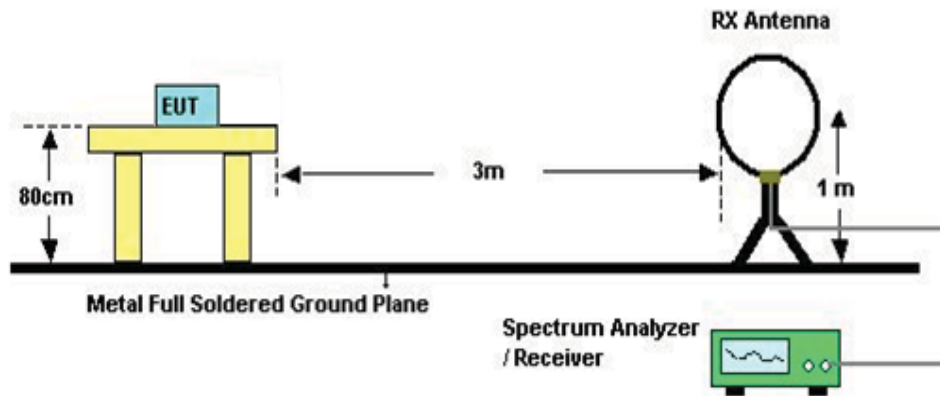 RX Antenna
EUT
3m
80cm
1 m
Metal Full Soldered Ground Plane
Spectrum Analyzer
/ Receiver